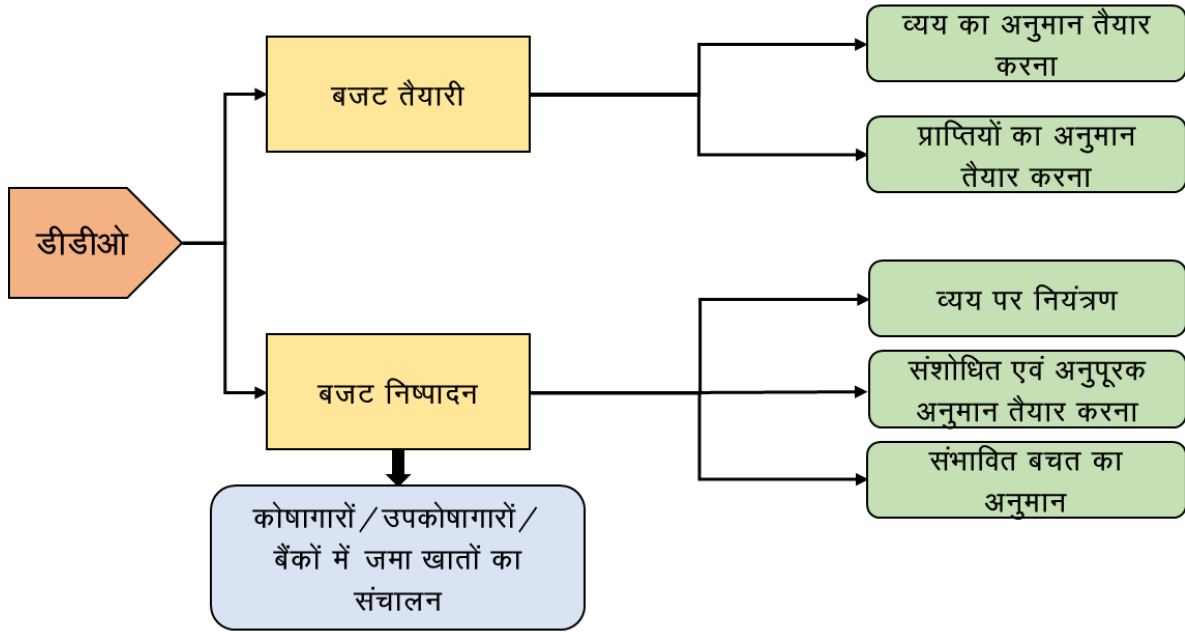 डीडीओ
बजट तैयारी
व्यय का अनुमान तैयार
करना
प्राप्तियों का अनुमान
तैयार करना
बजट निष्पादन
व्यय पर नियंत्रण
संशोधित एवं अनुपूरक
अनुमान तैयार करना
संभावित बचत का
अनुमान
कोषागारों/उपकोषागारों/
बैंकों में जमा खातों का
संचालन